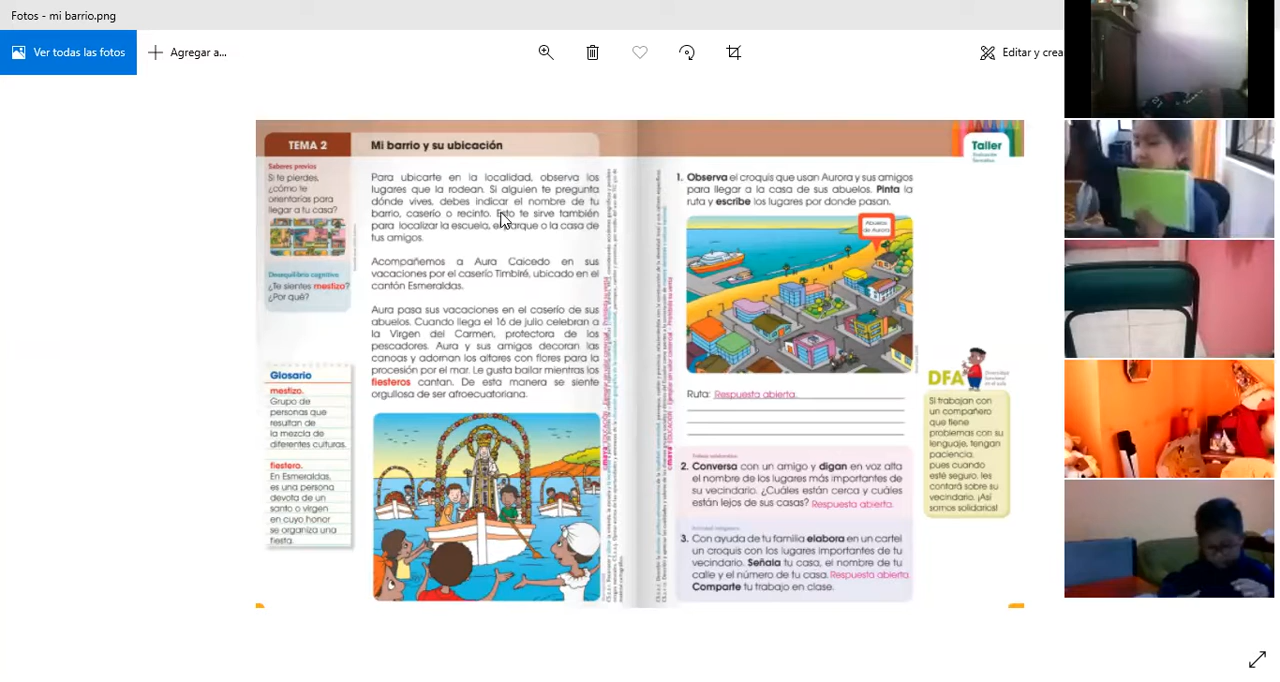 Fotos - mi barrio.png
Ver todas las fotos
Agregar a...
Editar y crea
TEMA 2
Mi barrio y su ubicación
Saberes previos
Si te pierdes,
¿cómo te
orientarías para
llegar a tu casa?
Desequilibrio cognitivo
¿Te sientes mestizo?
¿Por qué?
Para ubicarte en la localidad, observa los
lugares que la rodean. Si alguien te pregunta
dónde vives, debes indicar el nombre de tu
barrio, caserío o recinto. Esto te sirve también
para localizar la escuela, el parque o la casa de
tus amigos.
Acompañemos a Aura Caicedo en sus
vacaciones por el caserío Timbiré, ubicado en el
cantón Esmeraldas.
Aura pasa sus vacaciones en el caserío de sus
abuelos. Cuando llega el 16 de julio celebran a
la Virgen del Carmen, protectora de los
pescadores. Aura y sus amigos decoran las
canoas y adornan los altares con flores para la
procesión por el mar. Le gusta bailar mientras los
fiesteros cantan. De esta manera se siente
orgullosa de ser afroecuatoriana.
Glosario
mestizo.
Grupo de
personas que
resultan de
la mezcla de
diferentes culturas.
fiestero.
En Esmeraldas,
es una persona
devota de un
santo o virgen
en cuyo honor
se organiza una
fiesta.
Taller
1. Observa el croquis que usan Aurora y sus amigos
para llegar a la casa de sus abuelos. Pinta la
ruta y escribe los lugares por donde pasan.
Abuelos
de Aurora
Ruta: Respuesta abierta.
2. Conversa con un amigo y digan en voz alta
el nombre de los lugares más importantes de
su vecindario. ¿Cuáles están cerca y cuáles
están lejos de sus casas? Respuesta abierta.
3. Con ayuda de tu familia elabora en un cartel
un croquis con los lugares importantes de tu
vecindario. Señala tu casa, el nombre de tu
calle y el número de tu casa. Respuesta abierta.
Comparte tu trabajo en clase.
DFA
Si trabajan con
un compañero
que tiene
problemas con su
lenguaje, tengan
paciencia,
pues cuando
esté seguro, les
contará sobre su
vecindario. ¡Así
somos solidarios!